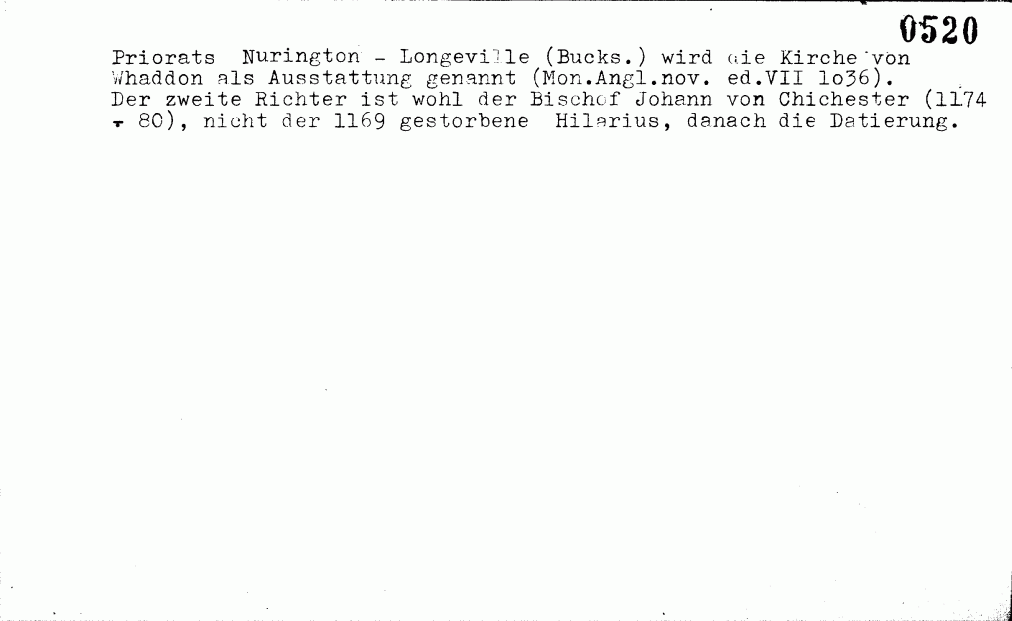 0520
Priorats Nurington - Longeville (Bucks.) wird die Kirche von
Whaddon als Ausstattung genannt (Mon.Angl.nov. ed.VII lo36).
Der zweite Richter ist wohl der Bischof Johann von Chichester (1174
- 80), nicht der 1169 gestorbene Hilarius, danach die Datierung.